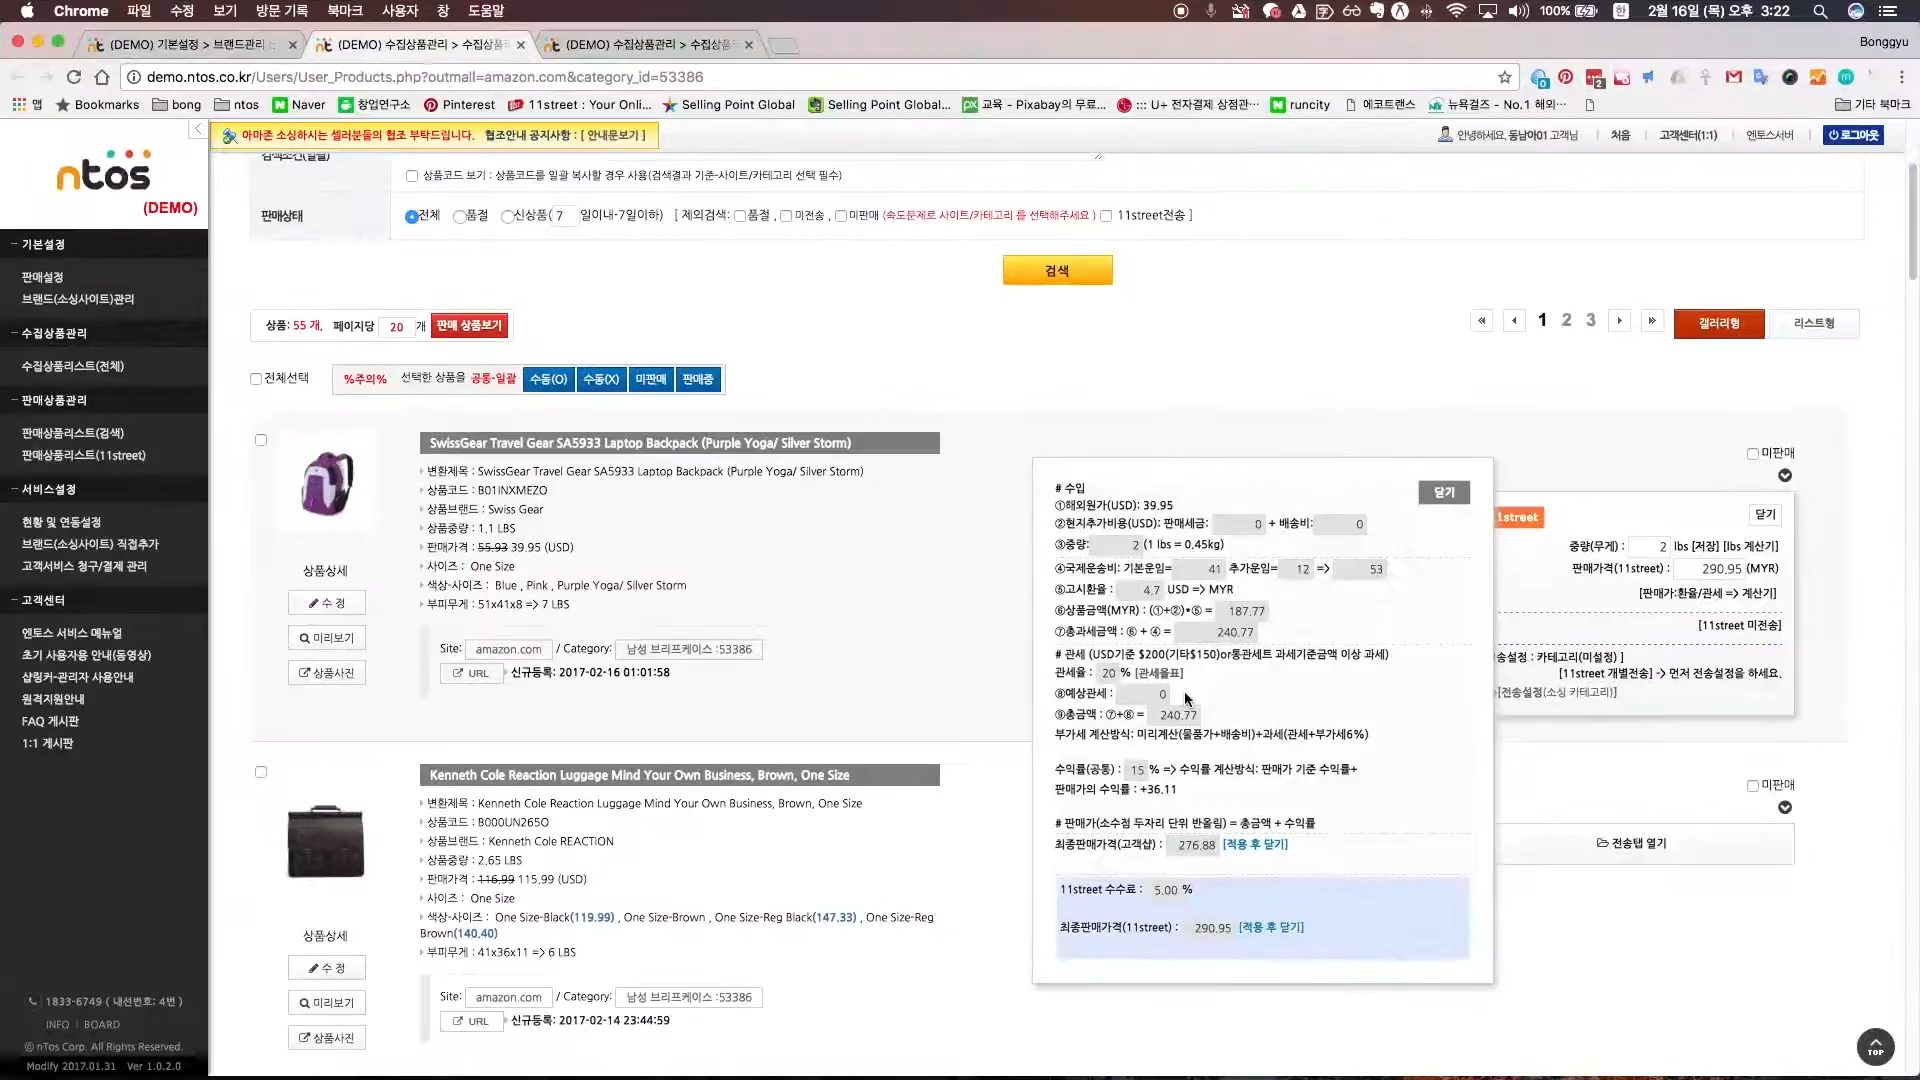 Chrome 파일 수정 보기 방문 기록 북마크 사용자 창 도움말
100% 한 2월 16일 (목) 오후 3:22
(DEMO) 기본설정 > 브랜드관리 ::
(DEMO) 수집상품관리 > 수집상품
(DEMO) 수집상품관리 > 수집상품
Bonggyu
demo.ntos.co.kr/Users/User_Products.php?outmall=amazon.com&category_id=53386
앱 Bookmarks bong ntos Naver 창업연구소 Pinterest 11street : Your Onli... Selling Point Global Selling Point Global... 교육 - Pixabay의 무료... ::: U+ 전자결제 상점관... runcity 에코트랜스 뉴욕걸즈 - No.1 해외... 기타 북마크
아마존 소싱하시는 셀러분들의 협조 부탁드립니다. 협조안내 공지사항 : [ 안내문보기 ]
안녕하세요, 동남아01 고객님 처음 고객센터(1:1) 엔토스서버 로그아웃
ntos
(DEMO)
기본설정
판매설정
브랜드(소싱사이트)관리
수집상품관리
수집상품리스트(전체)
판매상품관리
판매상품리스트(검색)
판매상품리스트(11street)
서비스설정
현황 및 연동설정
브랜드(소싱사이트) 직접추가
고객서비스 청구/결제 관리
고객센터
엔토스 서비스 메뉴얼
초기 사용자용 안내(동영상)
샵링커-관리자 사용안내
원격지원안내
FAQ 게시판
1:1 게시판
1833-6749 ( 내선번호: 4번 )
INFO | BOARD
ⓒ nTos Corp. All Rights Reserved.
Modify 2017.01.31 Ver 1.0.2.0
검색조건(일괄)
상품코드 보기 : 상품코드를 일괄 복사할 경우 사용(검색결과 기준-사이트/카테고리 선택 필수)
판매상태 전체 품절 신상품( 7 일이내-7일이하) [ 제외검색: 품절 , 미전송 , 미판매 (속도문제로 사이트/카테고리 를 선택해주세요 ) 11street전송 ]
검색
상품: 55 개, 페이지당 20 개 판매 상품보기
1 2 3 갤러리형 리스트형
전체선택 %주의% 선택한 상품을 공통-일괄 수동(O) 수동(X) 미판매 판매중
SwissGear Travel Gear SA5933 Laptop Backpack (Purple Yoga/ Silver Storm)
변환제목 : SwissGear Travel Gear SA5933 Laptop Backpack (Purple Yoga/ Silver Storm)
상품코드 : B01INXMEZO
상품브랜드 : Swiss Gear
상품중량 : 1.1 LBS
판매가격 : 55.93 39.95 (USD)
사이즈 : One Size
색상-사이즈 : Blue , Pink , Purple Yoga/ Silver Storm
부피무게 : 51x41x8 => 7 LBS
상품상세
수 정
미리보기
상품사진
Site: amazon.com / Category: 남성 브리프케이스 :53386
URL 신규등록: 2017-02-16 01:01:58
# 수입 닫기
①해외원가(USD): 39.95
②현지추가비용(USD): 판매세금: 0 + 배송비: 0
③중량: 2 (1 lbs = 0.45kg)
④국제운송비: 기본운임= 41 추가운임= 12 => 53
⑤고시환율 : 4.7 USD => MYR
⑥상품금액(MYR) : (①+②)*⑤ = 187.77
⑦총과세금액 : ⑥ + ④ = 240.77
# 관세 (USD기준 $200(기타$150)or통관세트 과세기준금액 이상 과세)
관세율 : 20 % [관세율표]
⑧예상관세 : 0
⑨총금액 : ⑦+⑧ = 240.77
부가세 계산방식: 미리계산(물품가+배송비)+과세(관세+부가세6%)
수익률(공통) : 15 % => 수익률 계산방식: 판매가 기준 수익률+
판매가의 수익률 : +36.11
# 판매가(소수점 두자리 단위 반올림) = 총금액 + 수익률
최종판매가격(고객샵) : 276.88 [적용 후 닫기]
11street 수수료 : 5.00 %
최종판매가격(11street) : 290.95 [적용 후 닫기]
미판매
1street 닫기
중량(무게) : 2 lbs [저장] [lbs 계산기]
판매가격(11street) : 290.95 (MYR)
[판매가:환율/관세 => 계산기]
[11street 미전송]
송설정 : 카테고리(미설정) ]
[11street 개별전송] -> 먼저 전송설정을 하세요.
[전송설정(소싱 카테고리)]
Kenneth Cole Reaction Luggage Mind Your Own Business, Brown, One Size
변환제목 : Kenneth Cole Reaction Luggage Mind Your Own Business, Brown, One Size
상품코드 : B000UN265O
상품브랜드 : Kenneth Cole REACTION
상품중량 : 2.65 LBS
판매가격 : 116.99 115.99 (USD)
사이즈 : One Size
색상-사이즈 : One Size-Black(119.99) , One Size-Brown , One Size-Reg Black(147.33) , One Size-Reg
Brown(140.40)
부피무게 : 41x36x11 => 6 LBS
상품상세
수 정
미리보기
상품사진
Site: amazon.com / Category: 남성 브리프케이스 :53386
URL 신규등록: 2017-02-14 23:44:59
미판매
전송탭 열기
TOP